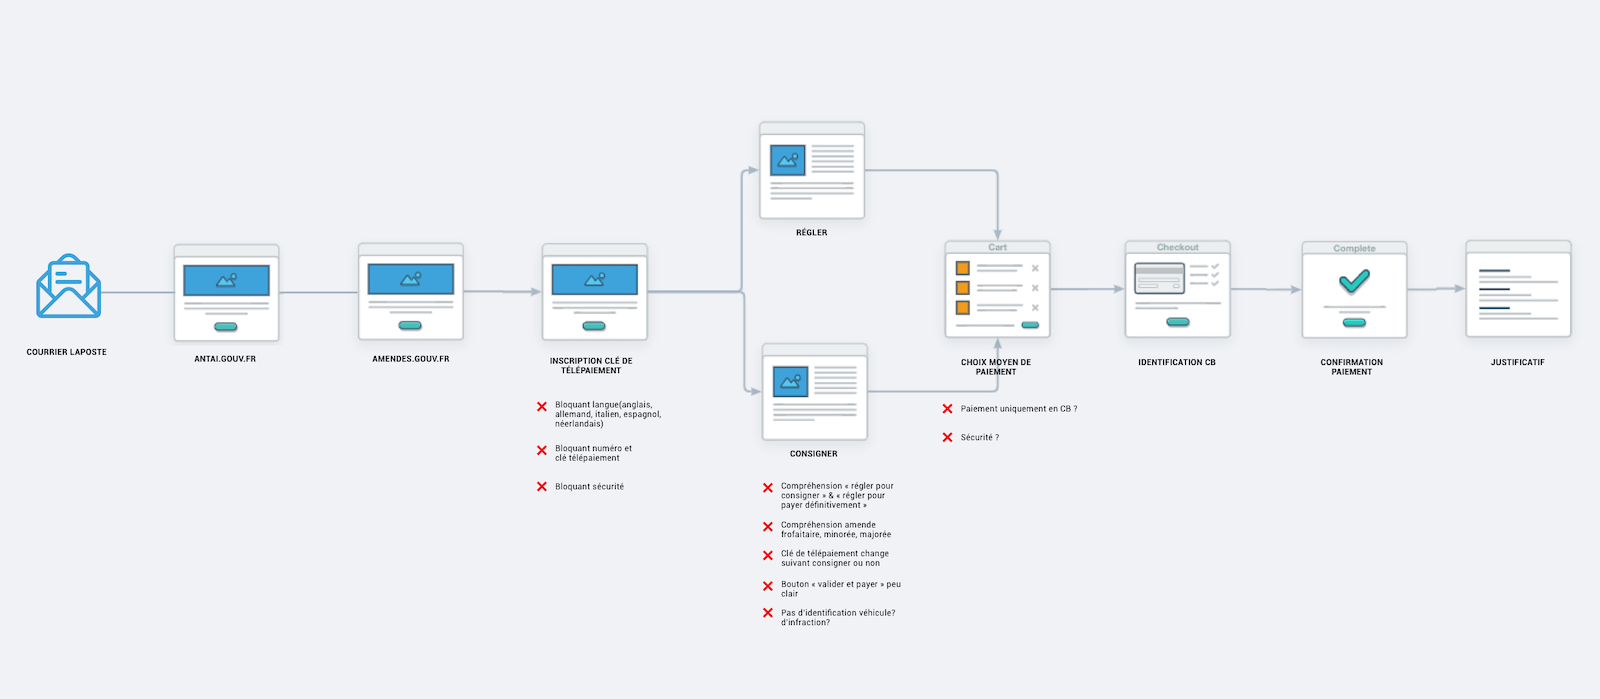 COURRIER LAPOSTE
ANTAI.GOUV.FR
AMENDES.GOUV.FR
INSCRIPTION CLÉ DE
TÉLÉPAIEMENT
Bloquant langue(anglais,
allemand, italien, espagnol,
néerlandais)
Bloquant numéro et
clé télépaiement
Bloquant sécurité
RÉGLER
CONSIGNER
Compréhension « régler pour
consigner » & « régler pour
payer définitivement »
Compréhension amende
frofaitaire, minorée, majorée
Clé de télépaiement change
suivant consigner ou non
Bouton « valider et payer » peu
clair
Pas d'identification véhicule?
d'infraction?
Cart
CHOIX MOYEN DE
PAIEMENT
Paiement uniquement en CB ?
Sécurité ?
Checkout
IDENTIFICATION CB
Complete
CONFIRMATION
PAIEMENT
JUSTIFICATIF